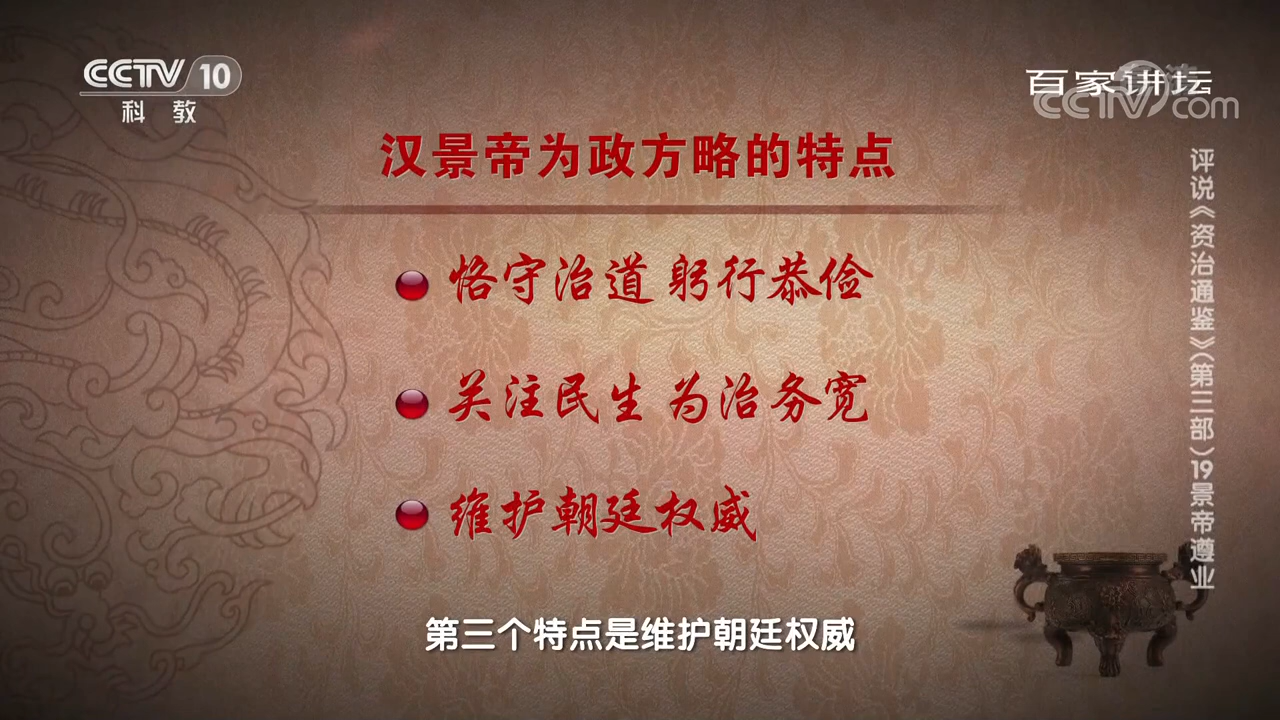 CCTV 10
科教
百家讲坛
CCTV.com
汉景帝为政方略的特点
恪守治道 躬行恭俭
关注民生 为治务宽
维护朝廷权威
评说《资治通鉴》(第三部)19景帝遵业
第三个特点是维护朝廷权威